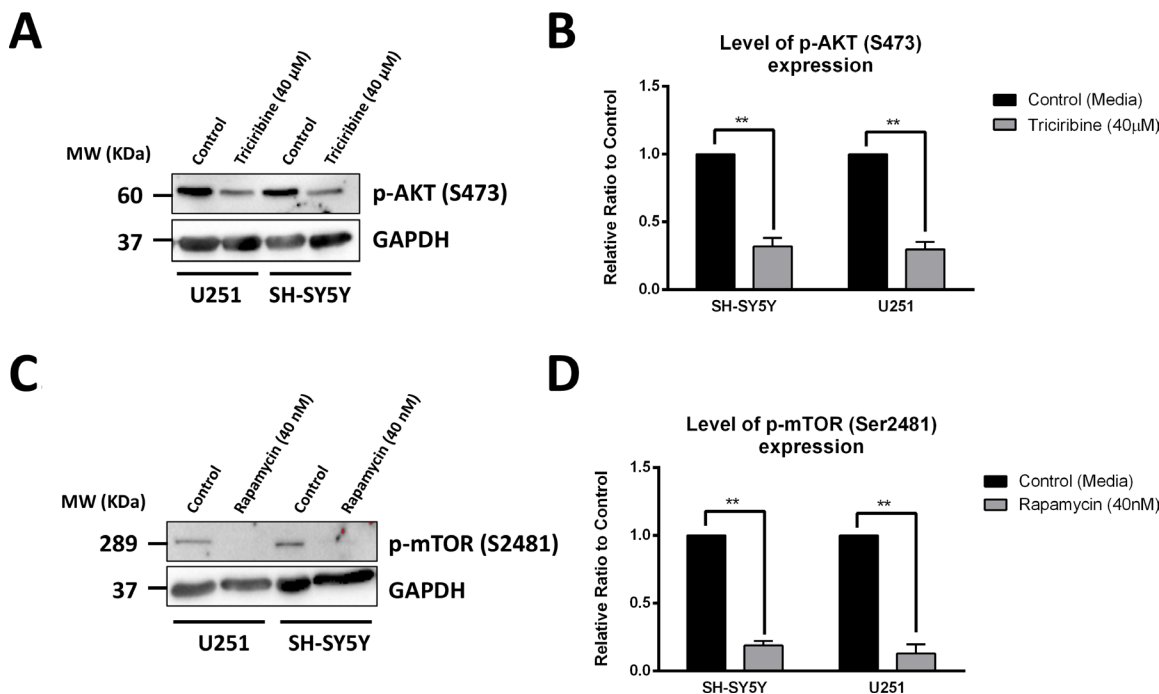 A
MW (KDa)
Control
Triciribine (40 µM)
Control
Triciribine (40 µM)
60
p-AKT (S473)
37
GAPDH
U251
SH-SY5Y
B
Level of p-AKT (S473)
expression
Relative Ratio to Control
1.5
1.0
0.5
0.0
**
**
SH-SY5Y
U251
Control (Media)
Triciribine (40µM)
C
MW (KDa)
Control
Rapamycin (40 nM)
Control
Rapamycin (40 nM)
289
p-mTOR (S2481)
37
GAPDH
U251
SH-SY5Y
D
Level of p-mTOR (Ser2481)
expression
Relative Ratio to Control
1.5
1.0
0.5
0.0
**
**
SH-SY5Y
U251
Control (Media)
Rapamycin (40nM)